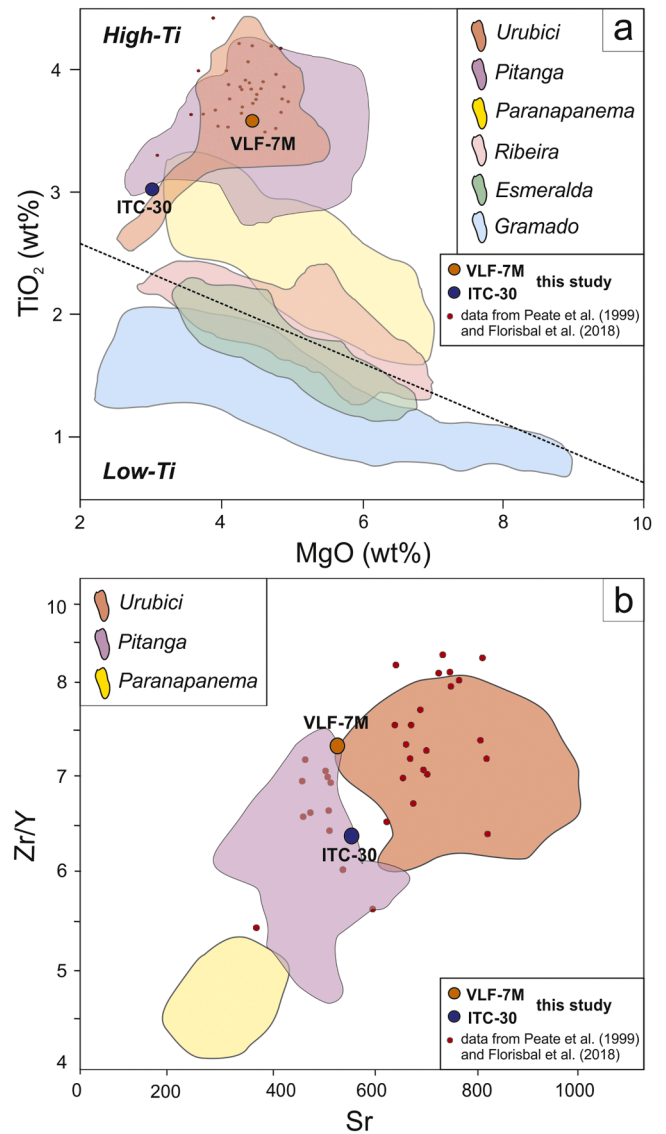 High-Ti
a
Urubici
Pitanga
Paranapanema
Ribeira
Esmeralda
Gramado
VLF-7M
ITC-30
VLF-7M
ITC-30
this study
data from Peate et al. (1999)
and Florisbal et al. (2018)
Low-Ti
4
3
2
1
TiO₂ (wt%)
2
4
6
8
10
MgO (wt%)
b
Urubici
Pitanga
Paranapanema
VLF-7M
ITC-30
VLF-7M
ITC-30
this study
data from Peate et al. (1999)
and Florisbal et al. (2018)
10
8
7
6
5
4
Zr/Y
0
200
400
600
800
1000
Sr